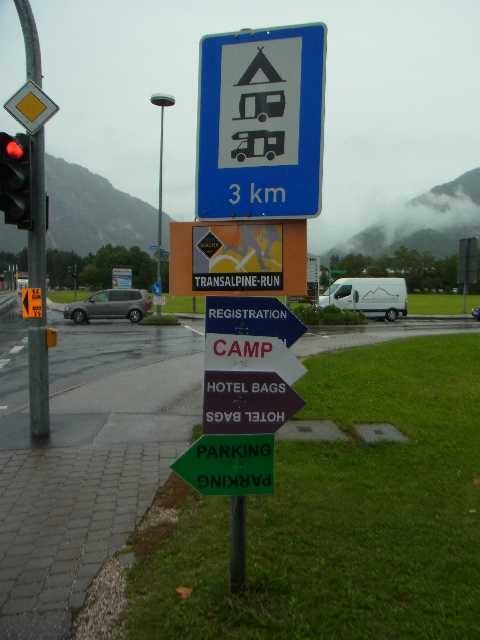 3 km
TRANSALPINE-RUN
REGISTRATION
CAMP
HOTEL BAGS
HOTEL BAGS
PARKING
PARKING